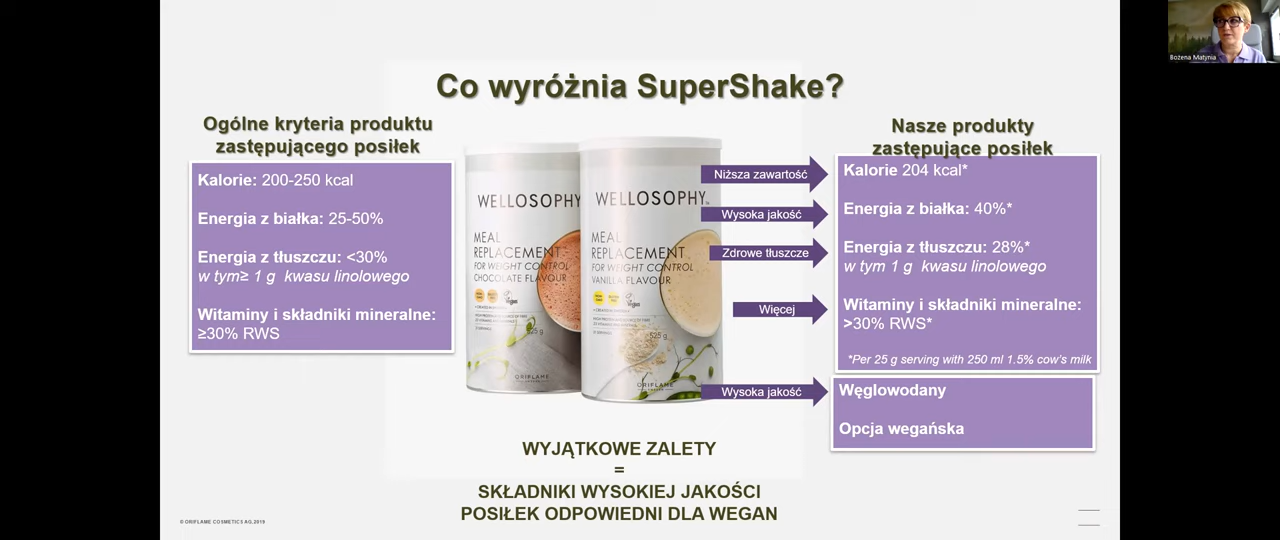 Co wyróżnia SuperShake?
Ogólne kryteria produktu
zastępującego posiłek
Kalorie: 200-250 kcal
Energia z białka: 25-50%
Energia z tłuszczu: <30%
w tym≥ 1 g kwasu linolowego
Witaminy i składniki mineralne:
≥30% RWS
WELLOSOPHY
MEAL
REPLACEMENT
FOR WEIGHT CONTROL
CHOCOLATE FLAVOUR
525 g
ORIFLAME
WELLOSOPHY
MEAL
REPLACEMENT
FOR WEIGHT CONTROL
VANILLA FLAVOUR
525 g
ORIFLAME
Niższa zawartość
Wysoka jakość
Zdrowe tłuszcze
Więcej
Wysoka jakość
Nasze produkty
zastępujące posiłek
Kalorie 204 kcal*
Energia z białka: 40%*
Energia z tłuszczu: 28%*
w tym 1 g kwasu linolowego
Witaminy i składniki mineralne:
>30% RWS*
*Per 25 g serving with 250 ml 1.5% cow's milk
Węglowodany
Opcja wegańska
WYJĄTKOWE ZALETY
=
SKŁADNIKI WYSOKIEJ JAKOŚCI
POSIŁEK ODPOWIEDNI DLA WEGAN
© ORIFLAME COSMETICS AG, 2019
Bożena Matynia